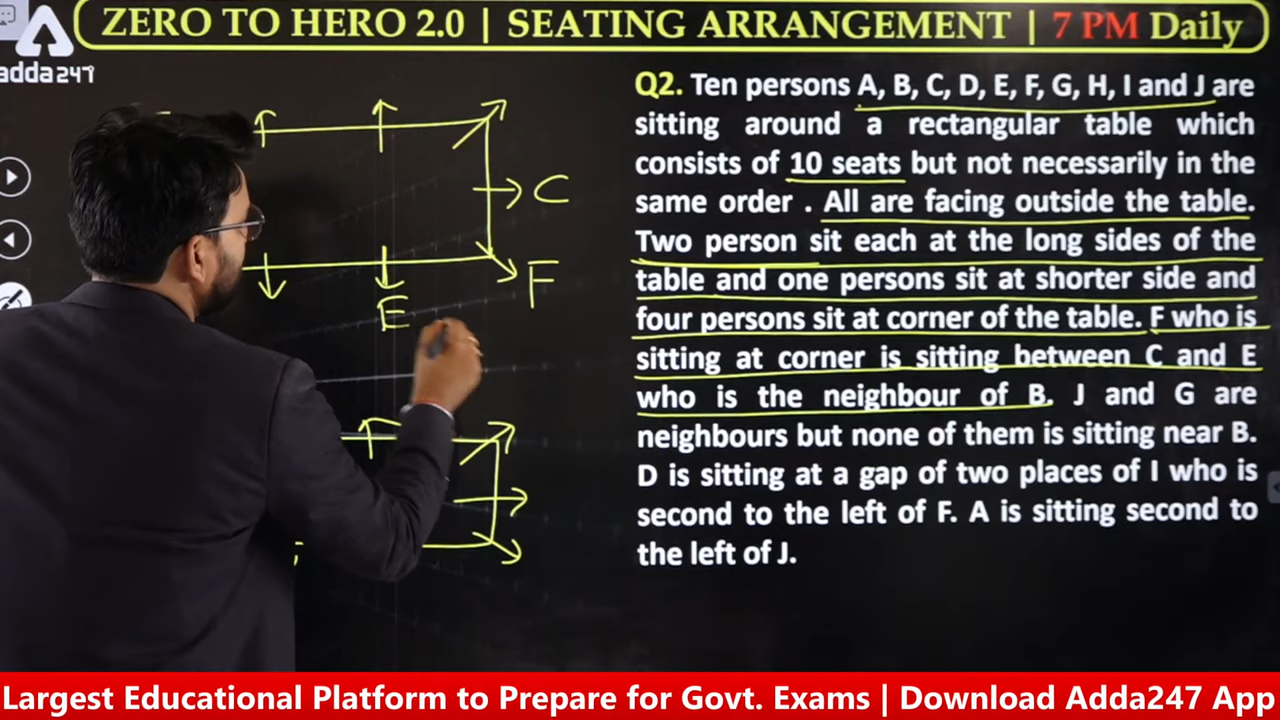 ZERO TO HERO 2.0 | SEATING ARRANGEMENT | 7 PM Daily
adda247
Q2. Ten persons A, B, C, D, E, F, G, H, I and J are
sitting around a rectangular table which
consists of 10 seats but not necessarily in the
same order . All are facing outside the table.
Two person sit each at the long sides of the
table and one persons sit at shorter side and
four persons sit at corner of the table. F who is
sitting at corner is sitting between C and E
who is the neighbour of B. J and G are
neighbours but none of them is sitting near B.
D is sitting at a gap of two places of I who is
second to the left of F. A is sitting second to
the left of J.
C
F
E
Largest Educational Platform to Prepare for Govt. Exams | Download Adda247 App